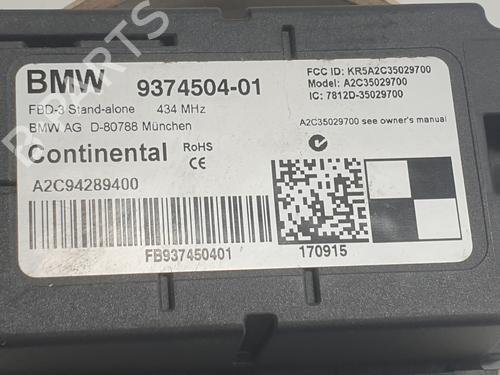 BMW 9374504-01
FBD-3 Stand-alone 434 MHz
BMW AG D-80788 München
Continental RoHS
CE
A2C94289400
FB937450401
FCC ID: KR5A2C35029700
Model: A2C35029700
IC: 7812D-35029700
A2C35029700 see owner's manual
170915
B-PARTS